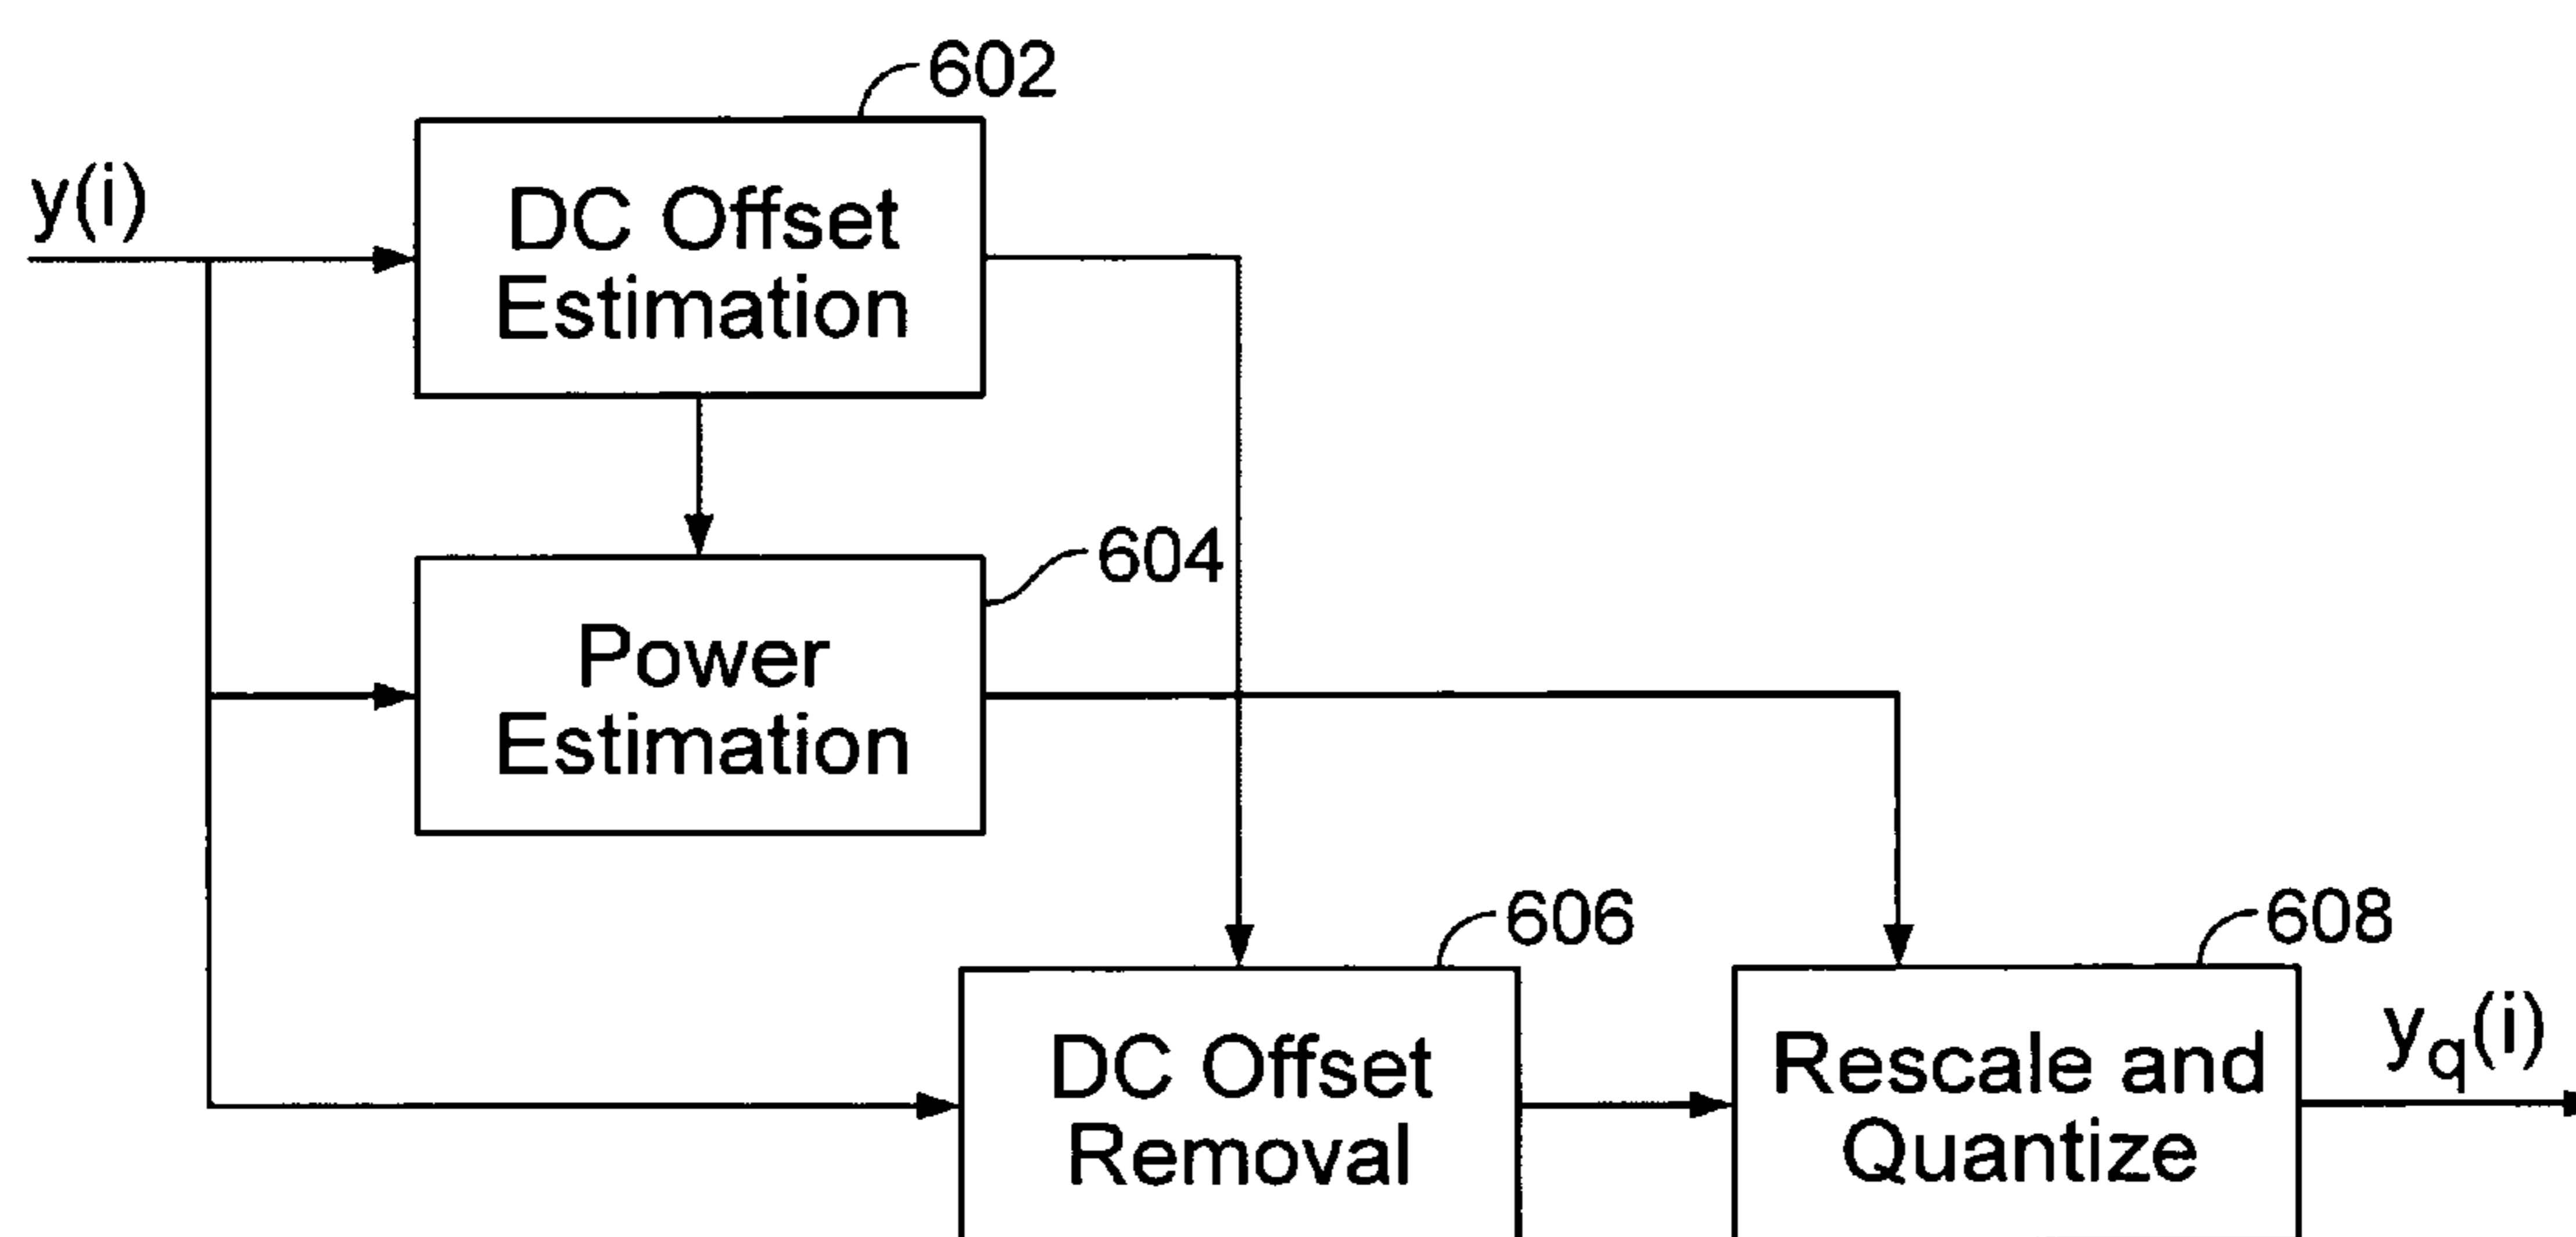 602
y(i)
DC Offset
Estimation
604
Power
Estimation
606
608
DC Offset
Removal
Rescale and
Quantize
yq(i)